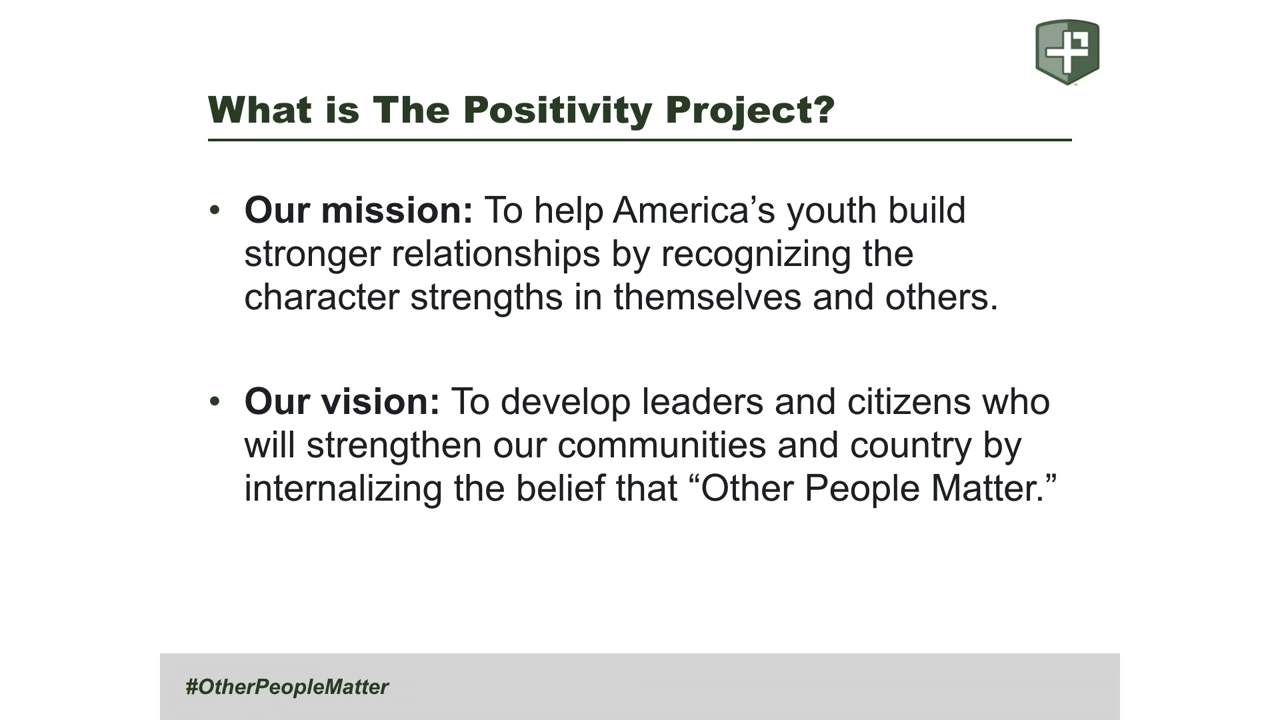 What is The Positivity Project?
• Our mission: To help America’s youth build
stronger relationships by recognizing the
character strengths in themselves and others.
• Our vision: To develop leaders and citizens who
will strengthen our communities and country by
internalizing the belief that “Other People Matter.”
#OtherPeopleMatter